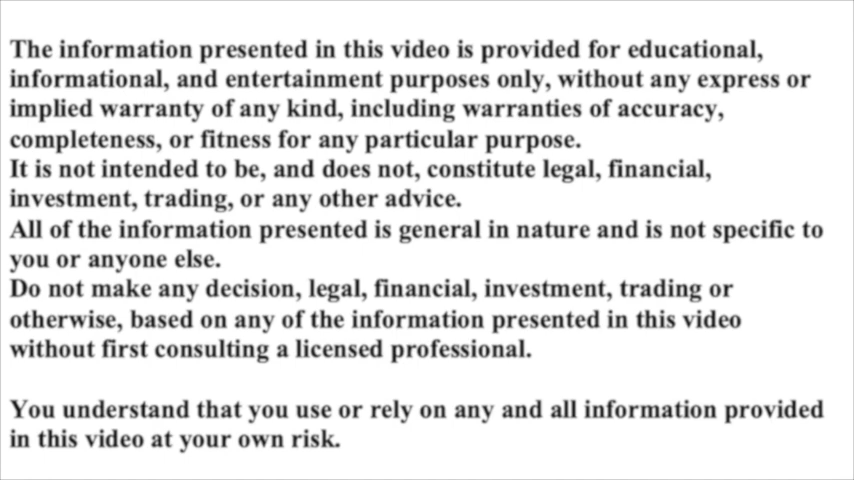 The information presented in this video is provided for educational,
informational, and entertainment purposes only, without any express or
implied warranty of any kind, including warranties of accuracy,
completeness, or fitness for any particular purpose.
It is not intended to be, and does not, constitute legal, financial,
investment, trading, or any other advice.
All of the information presented is general in nature and is not specific to
you or anyone else.
Do not make any decision, legal, financial, investment, trading or
otherwise, based on any of the information presented in this video
without first consulting a licensed professional.
You understand that you use or rely on any and all information provided
in this video at your own risk.